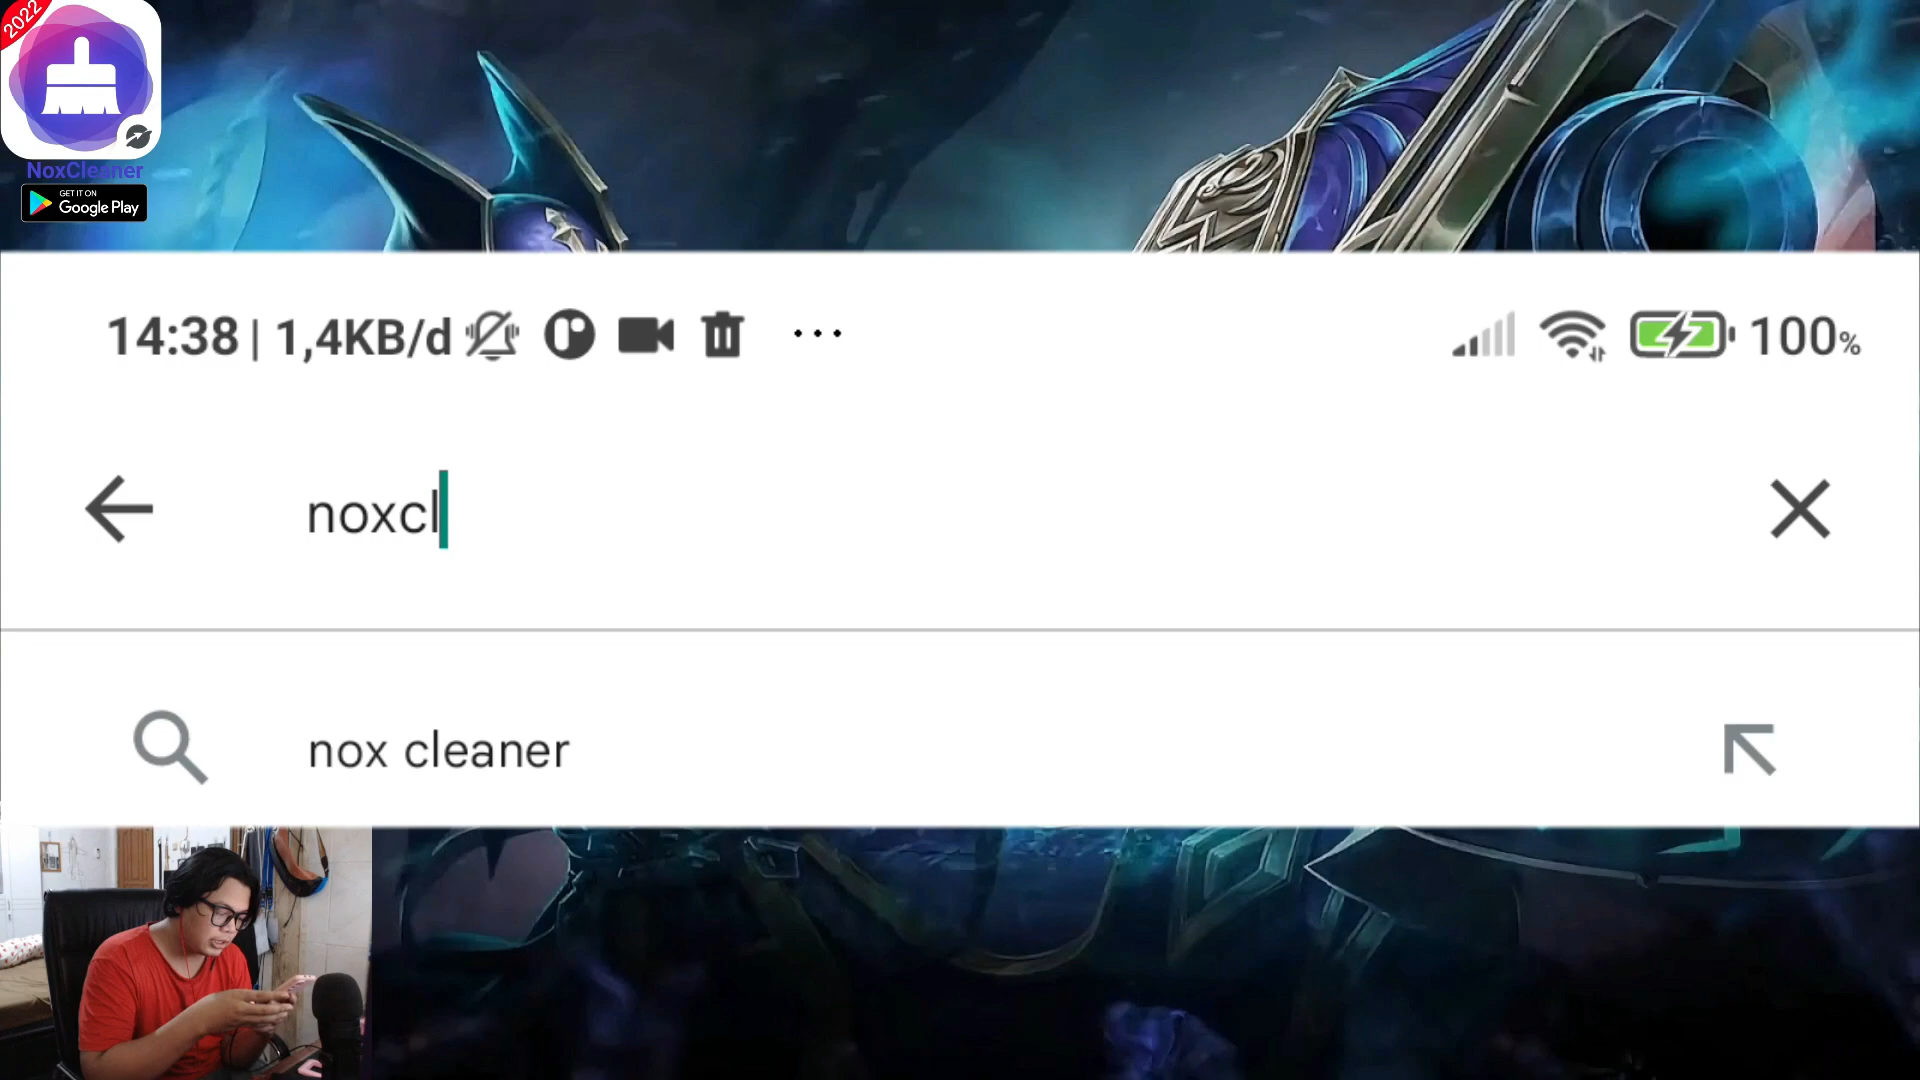 2022
NoxCleaner
GET IT ON
Google Play
14:38 | 1,4KB/d
100%
noxcl
nox cleaner